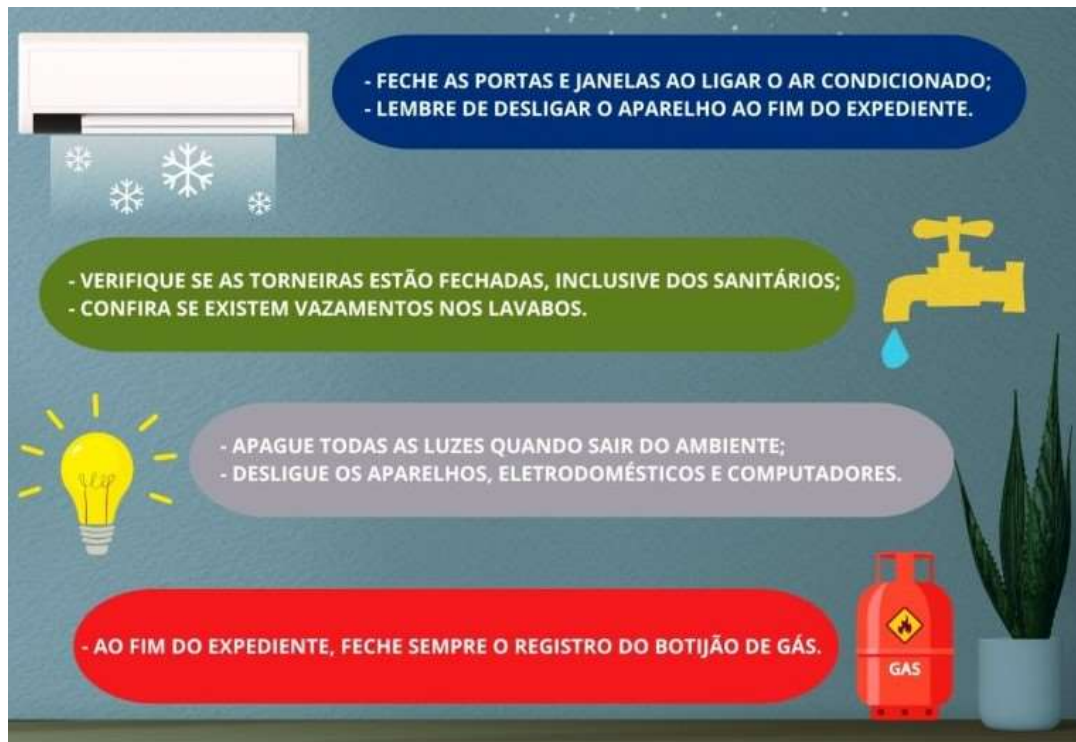 - FECHE AS PORTAS E JANELAS AO LIGAR O AR CONDICIONADO;
- LEMBRE DE DESLIGAR O APARELHO AO FIM DO EXPEDIENTE.
- VERIFIQUE SE AS TORNEIRAS ESTÃO FECHADAS, INCLUSIVE DOS SANITÁRIOS;
- CONFIRA SE EXISTEM VAZAMENTOS NOS LAVABOS.
- APAGUE TODAS AS LUZES QUANDO SAIR DO AMBIENTE;
- DESLIGUE OS APARELHOS, ELETRODOMÉSTICOS E COMPUTADORES.
- AO FIM DO EXPEDIENTE, FECHE SEMPRE O REGISTRO DO BOTIJÃO DE GÁS.
GAS